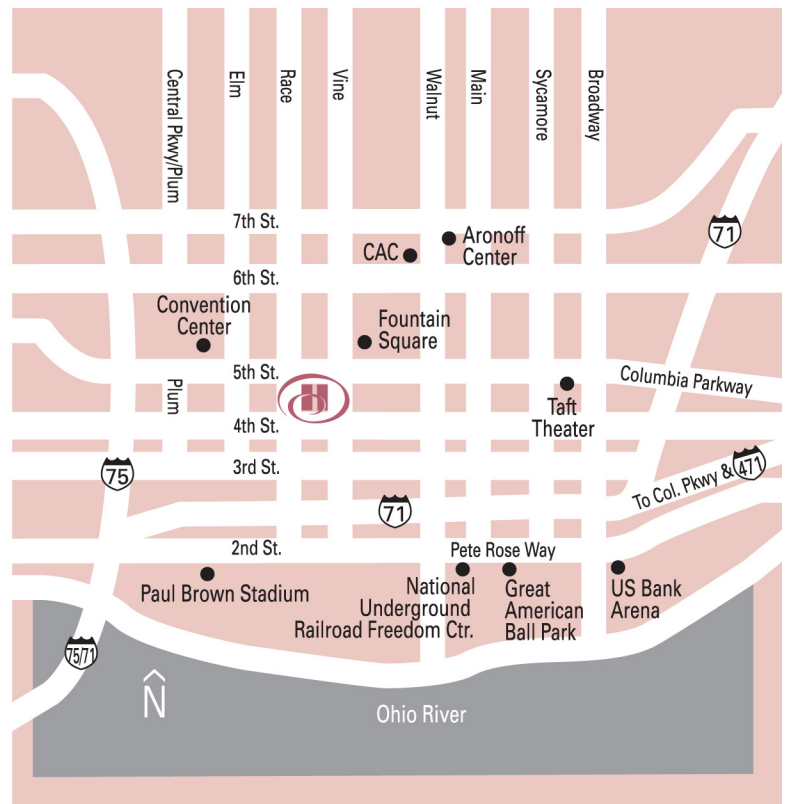 Central Pkwy/Plum
Elm
Race
Vine
Walnut
Main
Sycamore
Broadway
7th St.
71
CAC
Aronoff
Center
6th St.
Convention
Center
Fountain
Square
5th St.
Columbia Parkway
Plum
H
Taft
Theater
4th St.
3rd St.
75
471
To Col. Pkwy &
71
2nd St.
Pete Rose Way
Paul Brown Stadium
National
Underground
Railroad Freedom Ctr.
Great
American
Ball Park
US Bank
Arena
75/71
N
Ohio River